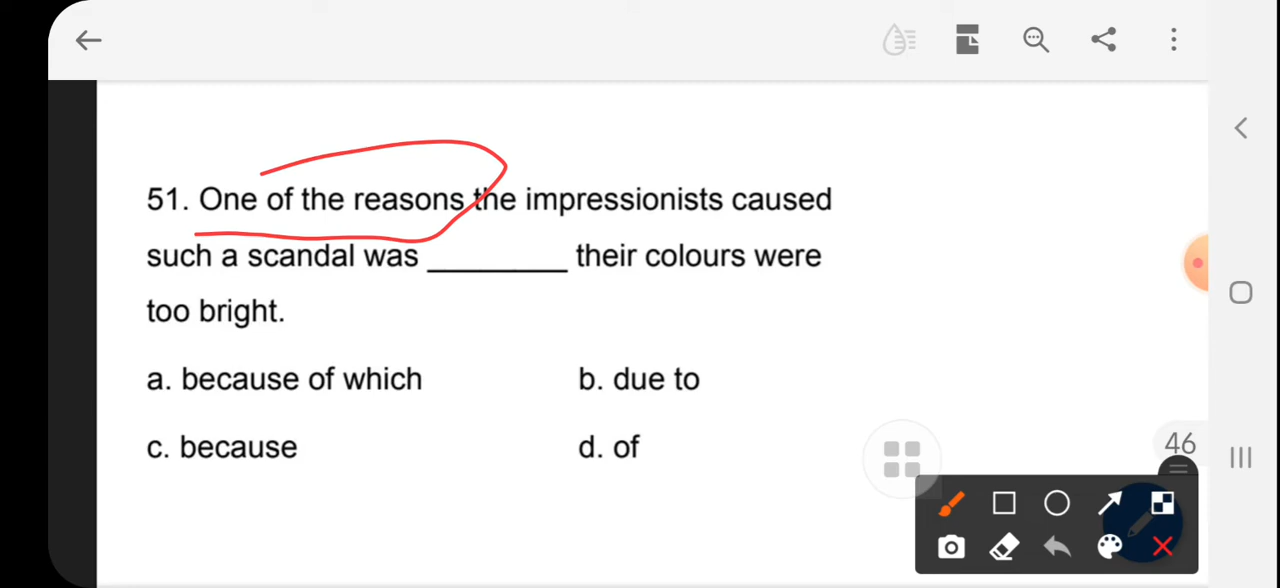 51. One of the reasons the impressionists caused
such a scandal was ________ their colours were
too bright.
a. because of which b. due to
c. because d. of
46